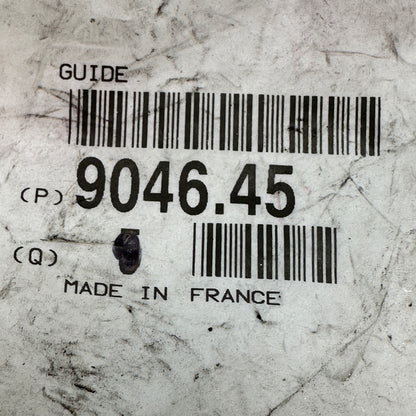 GUIDE
(P) 9046.45
(Q)
MADE IN FRANCE